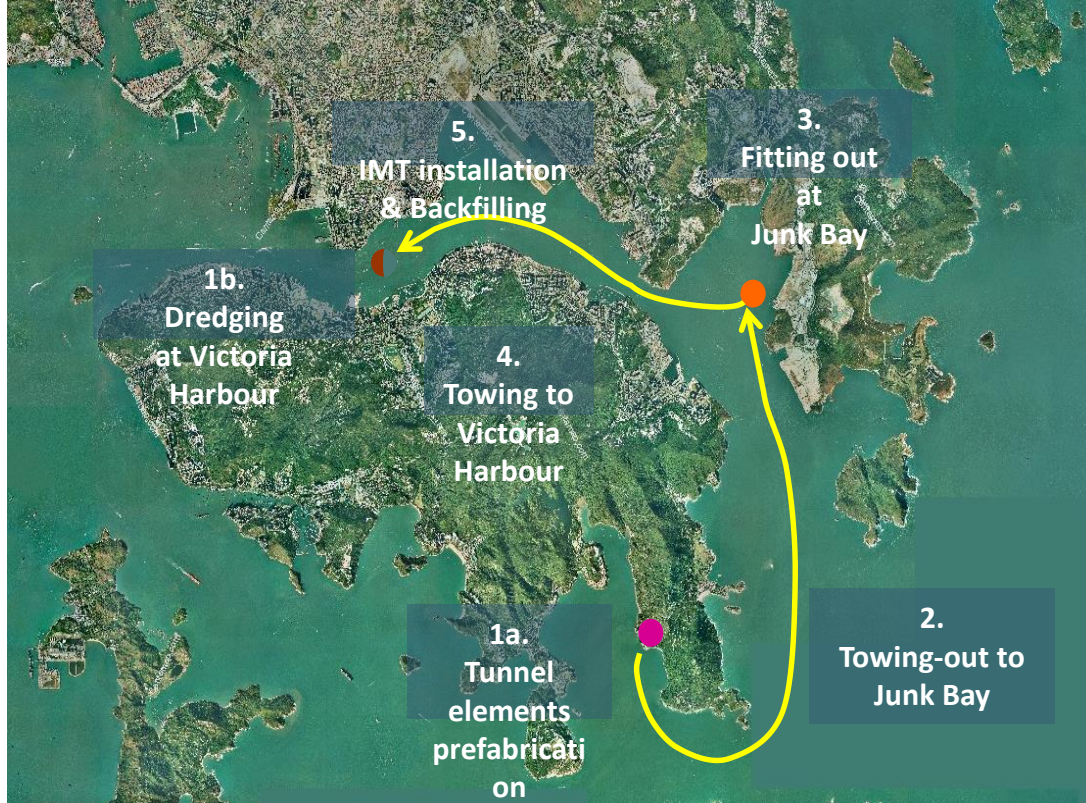 5.
IMT installation
& Backfilling
3.
Fitting out
at
Junk Bay
1b.
Dredging
at Victoria
Harbour
4.
Towing to
Victoria
Harbour
1a.
Tunnel
elements
prefabricati
on
2.
Towing-out to
Junk Bay